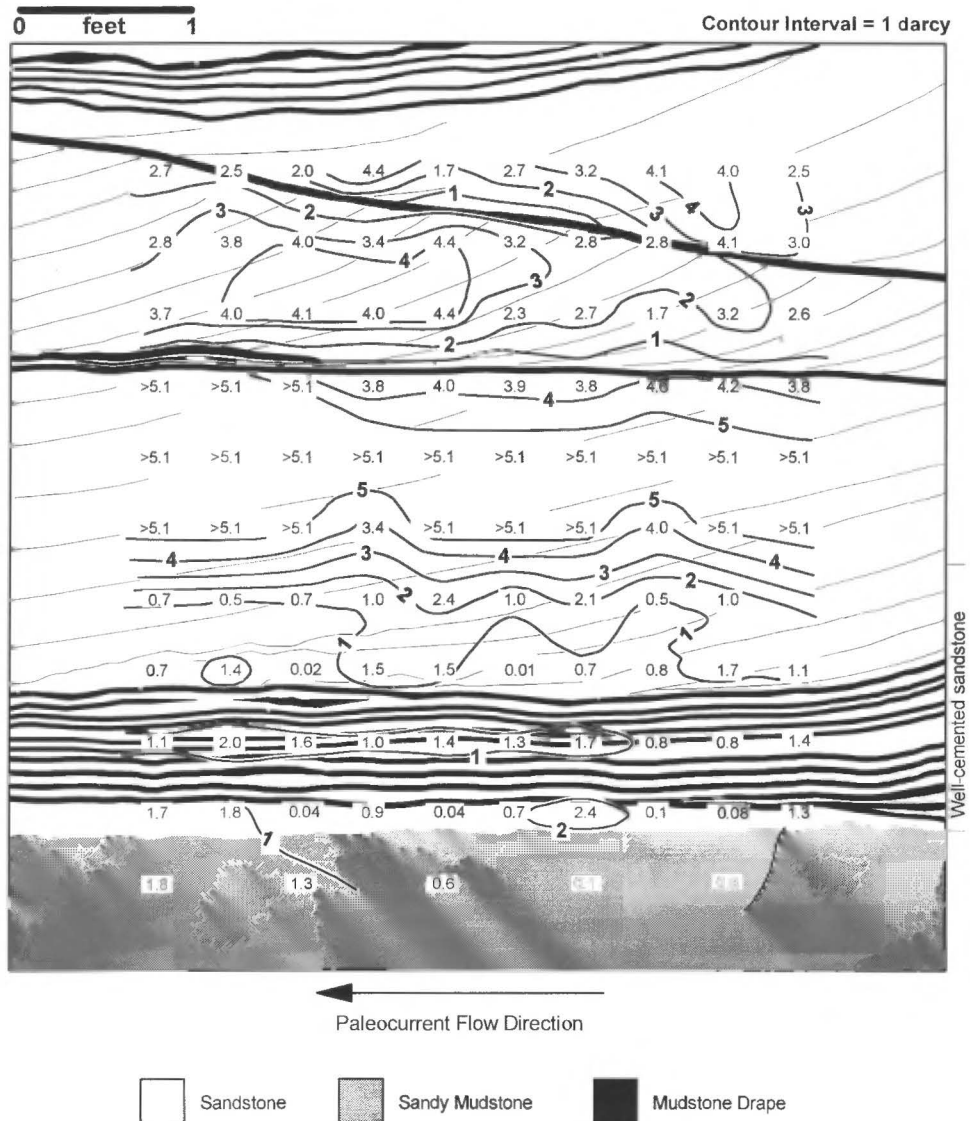 0 feet 1
Contour Interval = 1 darcy
2.7 2.5 2.0 4.4 1.7 2.7 3.2 4.1 4.0 2.5
1 2 4
3 2 3 3
2.8 3.8 4.0 3.4 4.4 3.2 2.8 2.8 4.1 3.0
4 3
2
3.7 4.0 4.1 4.0 4.4 2.3 2.7 1.7 3.2 2.6
2 1
>5.1 >5.1 >5.1 3.8 4.0 3.9 3.8 4.6 4.2 3.8
4
5
>5.1 >5.1 >5.1 >5.1 >5.1 >5.1 >5.1 >5.1 >5.1 >5.1
5 5
>5.1 >5.1 >5.1 3.4 >5.1 >5.1 >5.1 4.0 >5.1 >5.1
4 3 4 3
2 2
0.7 0.5 0.7 1.0 2.4 1.0 2.1 0.5 1.0
1 1
0.7 1.4 0.02 1.5 1.5 0.01 0.7 0.8 1.7 1.1
1.1 2.0 1.6 1.0 1.4 1.3 1.7 0.8 0.8 1.4
1
1.7 1.8 0.04 0.9 0.04 0.7 2.4 0.1 0.08 1.3
1 2
1.8 1.3 0.6
Well-cemented sandstone
Paleocurrent Flow Direction
Sandstone
Sandy Mudstone
Mudstone Drape